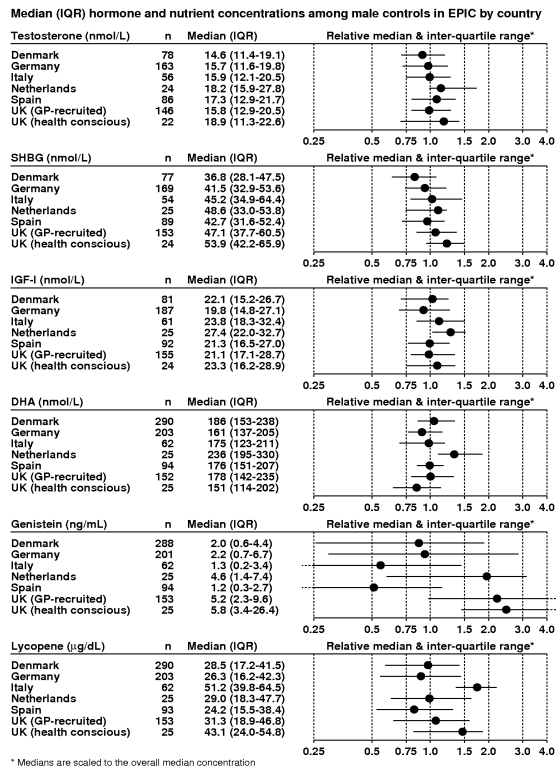 Median (IQR) hormone and nutrient concentrations among male controls in EPIC by country
Testosterone (nmol/L) n Median (IQR) Relative median & inter-quartile range*
Denmark 78 14.6 (11.4-19.1)
Germany 163 15.7 (11.6-19.8)
Italy 56 15.9 (12.1-20.5)
Netherlands 24 18.2 (15.9-27.8)
Spain 86 17.3 (12.9-21.7)
UK (GP-recruited) 146 15.8 (12.9-20.5)
UK (health conscious) 22 18.9 (11.3-22.6)
0.25 0.5 0.75 1.0 1.5 2.0 3.0 4.0
SHBG (nmol/L) n Median (IQR) Relative median & inter-quartile range*
Denmark 77 36.8 (28.1-47.5)
Germany 169 41.5 (32.9-53.6)
Italy 54 45.2 (34.9-64.4)
Netherlands 25 48.6 (33.0-53.8)
Spain 89 42.7 (31.6-52.4)
UK (GP-recruited) 153 47.1 (37.7-60.5)
UK (health conscious) 24 53.9 (42.2-65.9)
0.25 0.5 0.75 1.0 1.5 2.0 3.0 4.0
IGF-I (nmol/L) n Median (IQR) Relative median & inter-quartile range*
Denmark 81 22.1 (15.2-26.7)
Germany 187 19.8 (14.8-27.1)
Italy 61 23.8 (18.3-32.4)
Netherlands 25 27.4 (22.0-32.7)
Spain 92 21.3 (16.5-27.0)
UK (GP-recruited) 155 21.1 (17.1-28.7)
UK (health conscious) 24 23.3 (16.2-28.9)
0.25 0.5 0.75 1.0 1.5 2.0 3.0 4.0
DHA (nmol/L) n Median (IQR) Relative median & inter-quartile range*
Denmark 290 186 (153-238)
Germany 203 161 (137-205)
Italy 62 175 (123-211)
Netherlands 25 236 (195-330)
Spain 94 176 (151-207)
UK (GP-recruited) 152 178 (142-235)
UK (health conscious) 25 151 (114-202)
0.25 0.5 0.75 1.0 1.5 2.0 3.0 4.0
Genistein (ng/mL) n Median (IQR) Relative median & inter-quartile range*
Denmark 288 2.0 (0.6-4.4)
Germany 201 2.2 (0.7-6.7)
Italy 62 1.3 (0.2-3.4)
Netherlands 25 4.6 (1.4-7.4)
Spain 94 1.2 (0.3-2.7)
UK (GP-recruited) 153 5.2 (2.3-9.6)
UK (health conscious) 25 5.8 (3.4-26.4)
0.25 0.5 0.75 1.0 1.5 2.0 3.0 4.0
Lycopene (μg/dL) n Median (IQR) Relative median & inter-quartile range*
Denmark 290 28.5 (17.2-41.5)
Germany 203 26.3 (16.2-42.3)
Italy 62 51.2 (39.8-64.5)
Netherlands 25 29.0 (18.3-47.7)
Spain 93 24.2 (15.5-38.4)
UK (GP-recruited) 153 31.3 (18.9-46.8)
UK (health conscious) 25 43.1 (24.0-54.8)
0.25 0.5 0.75 1.0 1.5 2.0 3.0 4.0
* Medians are scaled to the overall median concentration